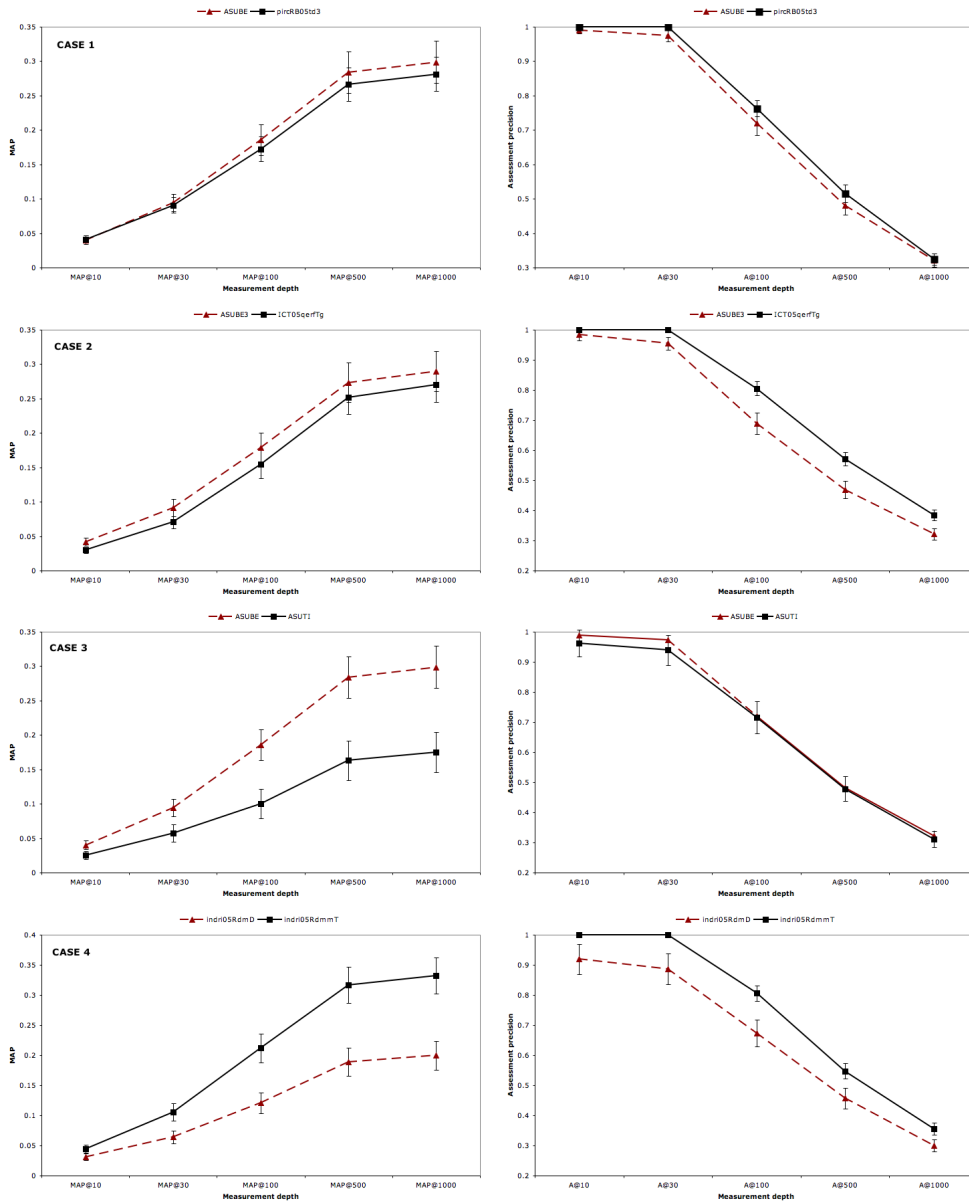 ASUBE pircRB05td3
CASE 1
MAP
0.35
0.3
0.25
0.2
0.15
0.1
0.05
0
MAP@10 MAP@30 MAP@100 MAP@500 MAP@1000
Measurement depth
ASUBE pircRB05td3
Assessment precision
1
0.9
0.8
0.7
0.6
0.5
0.4
0.3
A@10 A@30 A@100 A@500 A@1000
Measurement depth
ASUBE3 ICT05qerfTg
CASE 2
MAP
0.35
0.3
0.25
0.2
0.15
0.1
0.05
0
MAP@10 MAP@30 MAP@100 MAP@500 MAP@1000
Measurement depth
ASUBE3 ICT05qerfTg
Assessment precision
1
0.9
0.8
0.7
0.6
0.5
0.4
0.3
0.2
A@10 A@30 A@100 A@500 A@1000
Measurement depth
ASUBE ASUTI
CASE 3
MAP
0.35
0.3
0.25
0.2
0.15
0.1
0.05
0
MAP@10 MAP@30 MAP@100 MAP@500 MAP@1000
Measurement depth
ASUBE ASUTI
Assessment precision
1
0.9
0.8
0.7
0.6
0.5
0.4
0.3
0.2
A@10 A@30 A@100 A@500 A@1000
Measurement depth
indri05RdmD indri05RdmmT
CASE 4
MAP
0.4
0.35
0.3
0.25
0.2
0.15
0.1
0.05
0
MAP@10 MAP@30 MAP@100 MAP@500 MAP@1000
Measurement depth
indri05RdmD indri05RdmmT
Assessment precision
1
0.9
0.8
0.7
0.6
0.5
0.4
0.3
0.2
A@10 A@30 A@100 A@500 A@1000
Measurement depth